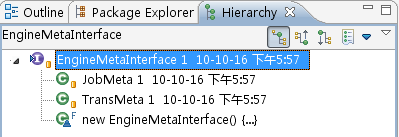 Outline Package Explorer Hierarchy
EngineMetaInterface
EngineMetaInterface 1 10-10-16 下午5:57
JobMeta 1 10-10-16 下午5:57
TransMeta 1 10-10-16 下午5:57
new EngineMetaInterface() {...}